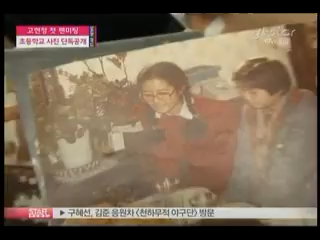 고현정 첫 팬미팅
초등학교 사진 단독공개
STAR
▶구혜선, 김준 응원차 《천하무적 야구단》 방문